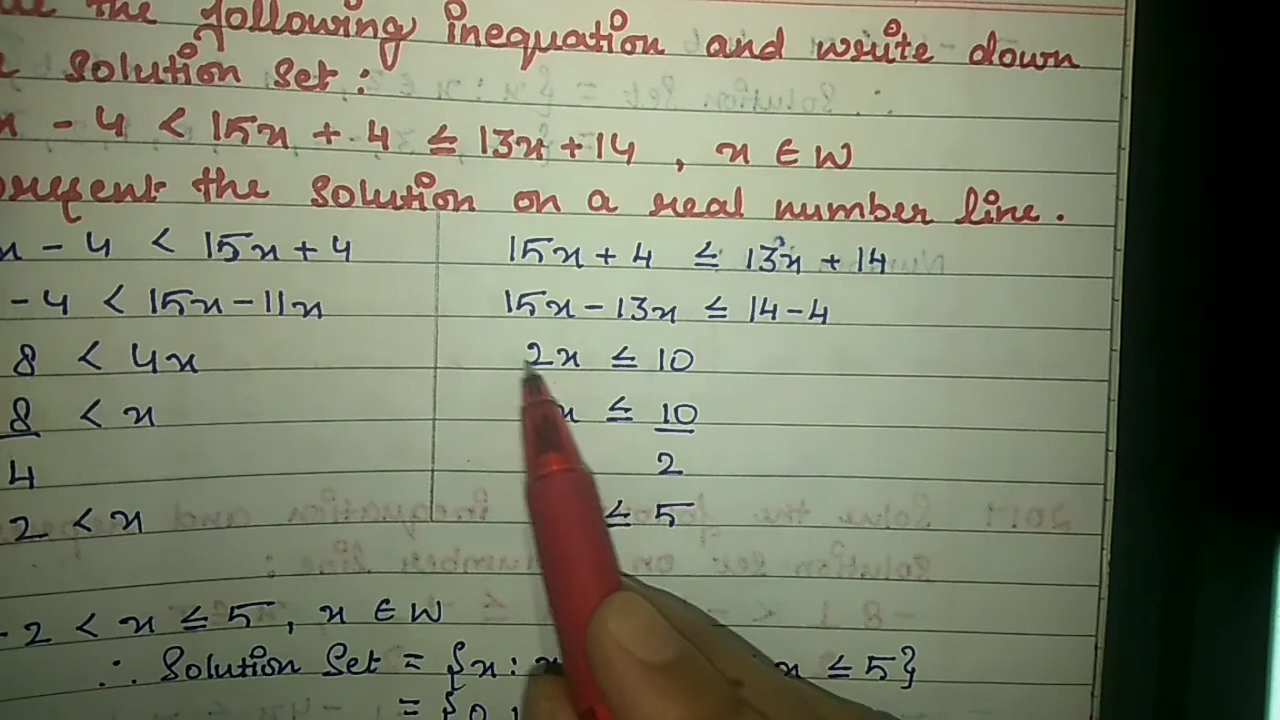 the following inequation and write down
Solution Set :
x - 4 < 15x + 4 ≤ 13x + 14 , x ∈ W
the solution on a real number line.
x - 4 < 15x + 4
- 4 < 15x - 11x
8 < 4x
8 < x
4
2 < x
15x + 4 ≤ 13x + 14
15x - 13x ≤ 14 - 4
2x ≤ 10
x ≤ 10
2
≤ 5
- 2 < x ≤ 5 , x ∈ W
∴ Solution Set = {x : x x ≤ 5}
= {0 ,